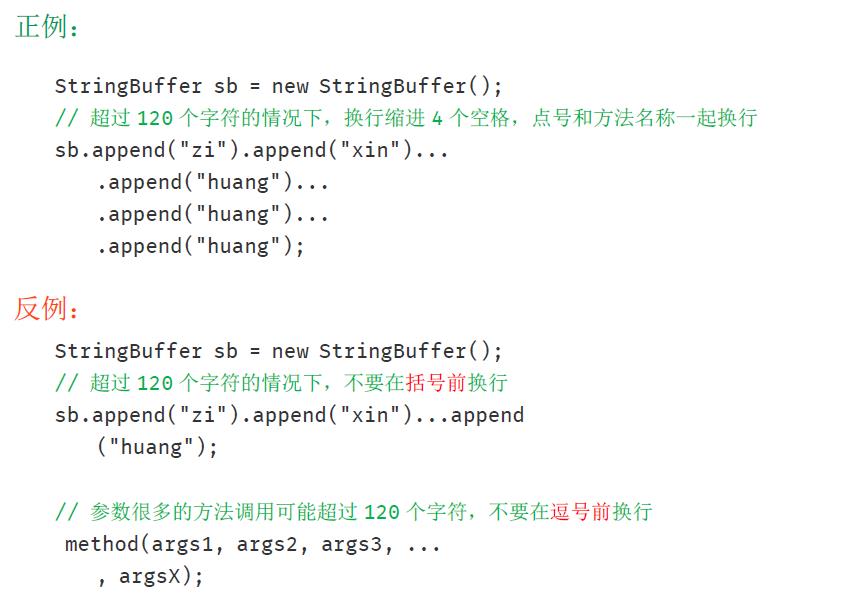 正例：
StringBuffer sb = new StringBuffer();
// 超过 120 个字符的情况下，换行缩进 4 个空格，点号和方法名称一起换行
sb.append("zi").append("xin")...
.append("huang")...
.append("huang")...
.append("huang");
反例：
StringBuffer sb = new StringBuffer();
// 超过 120 个字符的情况下，不要在括号前换行
sb.append("zi").append("xin")...append
("huang");
// 参数很多的方法调用可能超过 120 个字符，不要在逗号前换行
method(args1, args2, args3, ...
, argsX);